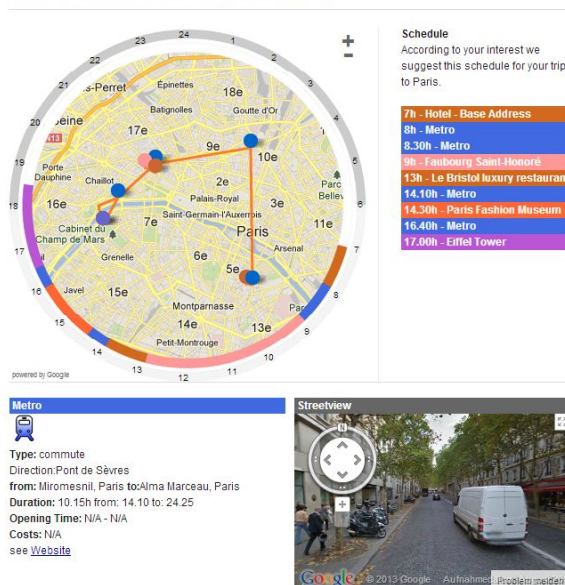 Schedule
According to your interest we
suggest this schedule for your trip
to Paris.
7h - Hotel - Base Address
8h - Metro
8.30h - Metro
9h - Faubourg Saint-Honoré
13h - Le Bristol luxury restauran
14.10h - Metro
14.30h - Paris Fashion Museum
16.40h - Metro
17.00h - Eiffel Tower
22
23
24
1
2
3
4
5
6
7
8
9
10
11
12
13
14
15
16
17
18
19
20
21
s-Perret
Épinettes
18e
Batignolles
Goutte d'Or
Seine
17e
A13
9e
10e
Porte
Dauphine
Chaillot
2e
Parc
Bellev
16e
Palais-Royal
3e
Saint-Germain-l'Auxerrois
11e
7e
Cabinet du
Champ de Mars
Paris
Grenelle
Arsenal
6e
5e
Javel
15e
Montparnasse
14e
13e
Petit-Montrouge
powered by Google
Metro
Type: commute
Direction:Pont de Sèvres
from: Miromesnil, Paris to:Alma Marceau, Paris
Duration: 10.15h from: 14.10 to: 24.25
Opening Time: N/A - N/A
Costs: N/A
see Website
Streetview
N
Google © 2013 Google Aufnahmed
Problem melden